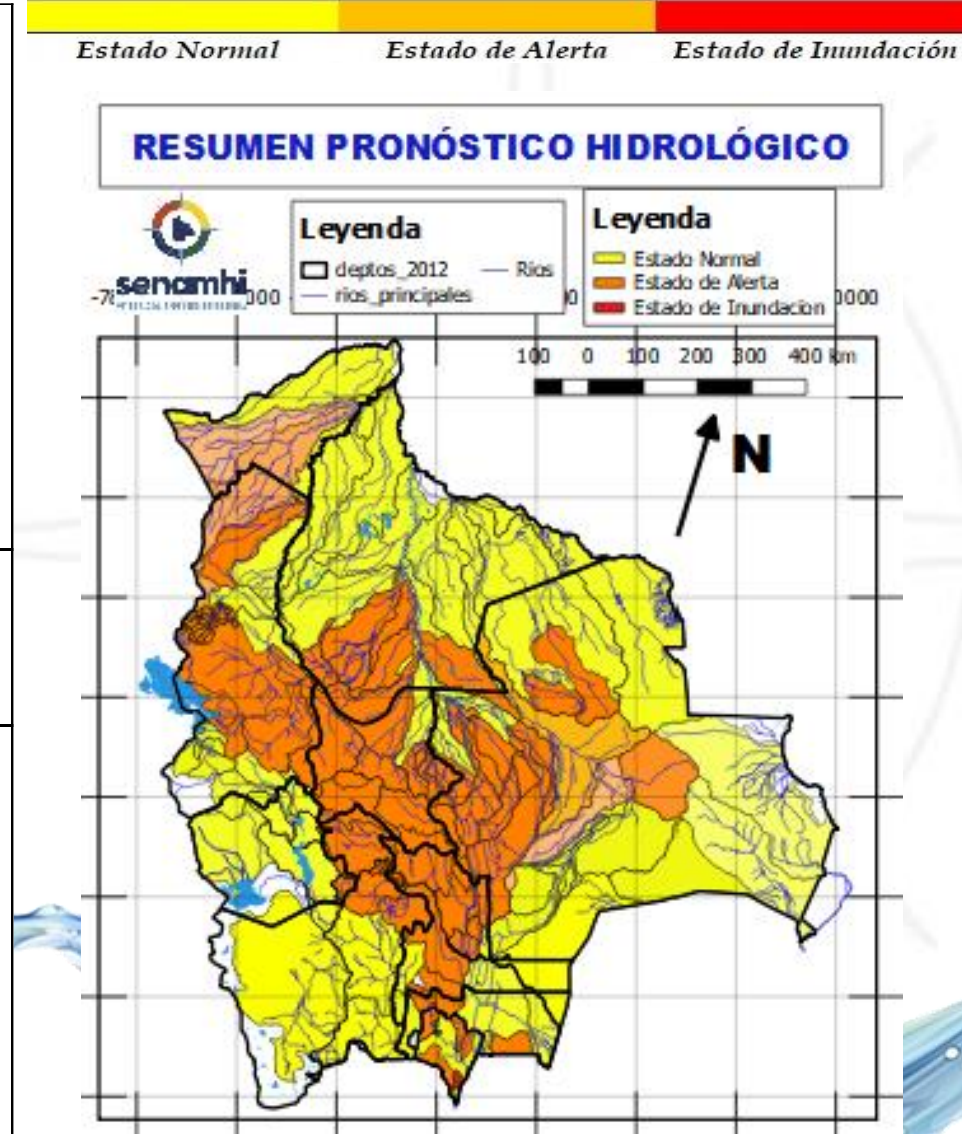 Estado Normal Estado de Alerta Estado de Inundación
RESUMEN PRONÓSTICO HIDROLÓGICO
senamhi
Leyenda
deptos_2012 Rios
rios_principales
Leyenda
Estado Normal
Estado de Alerta
Estado de Inundacion
100 0 100 200 300 400 km
N